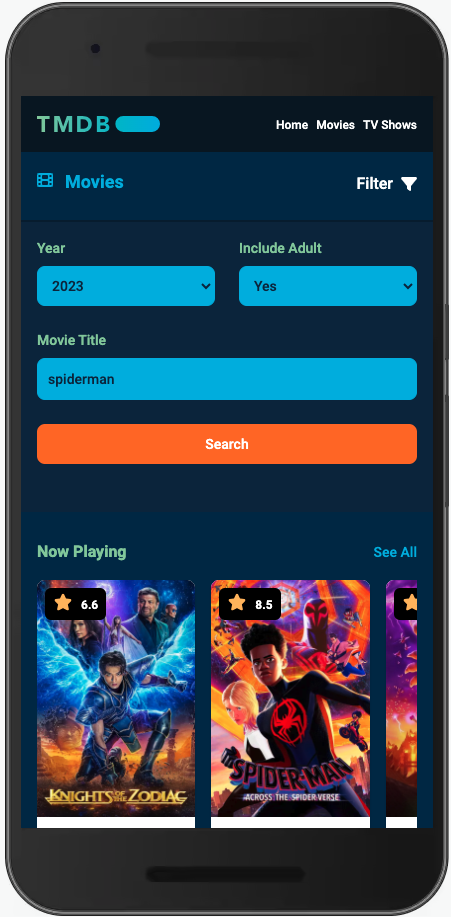 TMDB
Home Movies TV Shows
Movies
Filter
Year
Include Adult
2023
Yes
Movie Title
spiderman
Search
Now Playing
See All
6.6
8.5
KNIGHTS OF THE ZODIAC
SPIDER-MAN
ACROSS THE SPIDER-VERSE